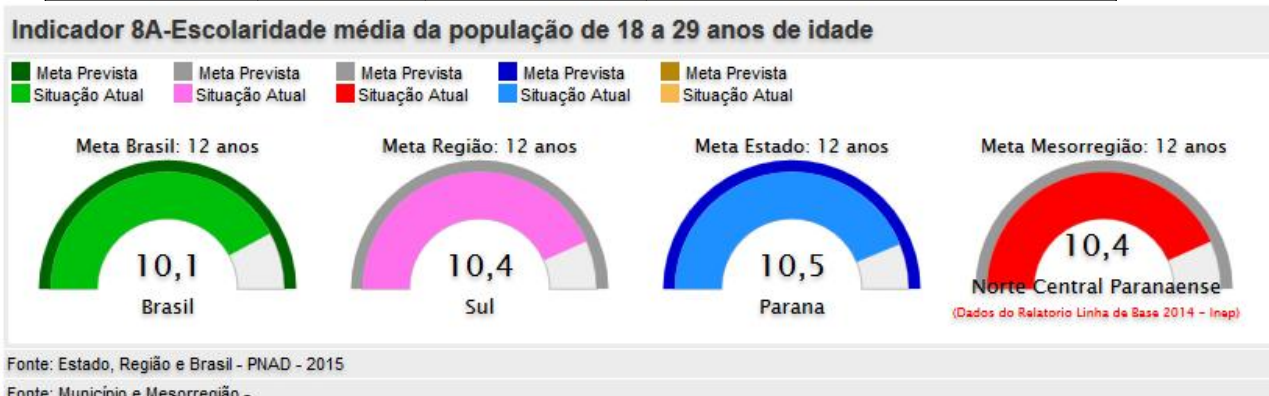 Indicador 8A-Escolaridade média da população de 18 a 29 anos de idade
Meta Prevista Meta Prevista Meta Prevista Meta Prevista Meta Prevista
Situação Atual Situação Atual Situação Atual Situação Atual Situação Atual
Meta Brasil: 12 anos Meta Região: 12 anos Meta Estado: 12 anos Meta Mesorregião: 12 anos
10,1 10,4 10,5 10,4
Brasil Sul Parana Norte Central Paranaense
(Dados do Relatorio Linha de Base 2014 – Inep)
Fonte: Estado, Região e Brasil - PNAD - 2015
Fonte: Município e Mesorregião -